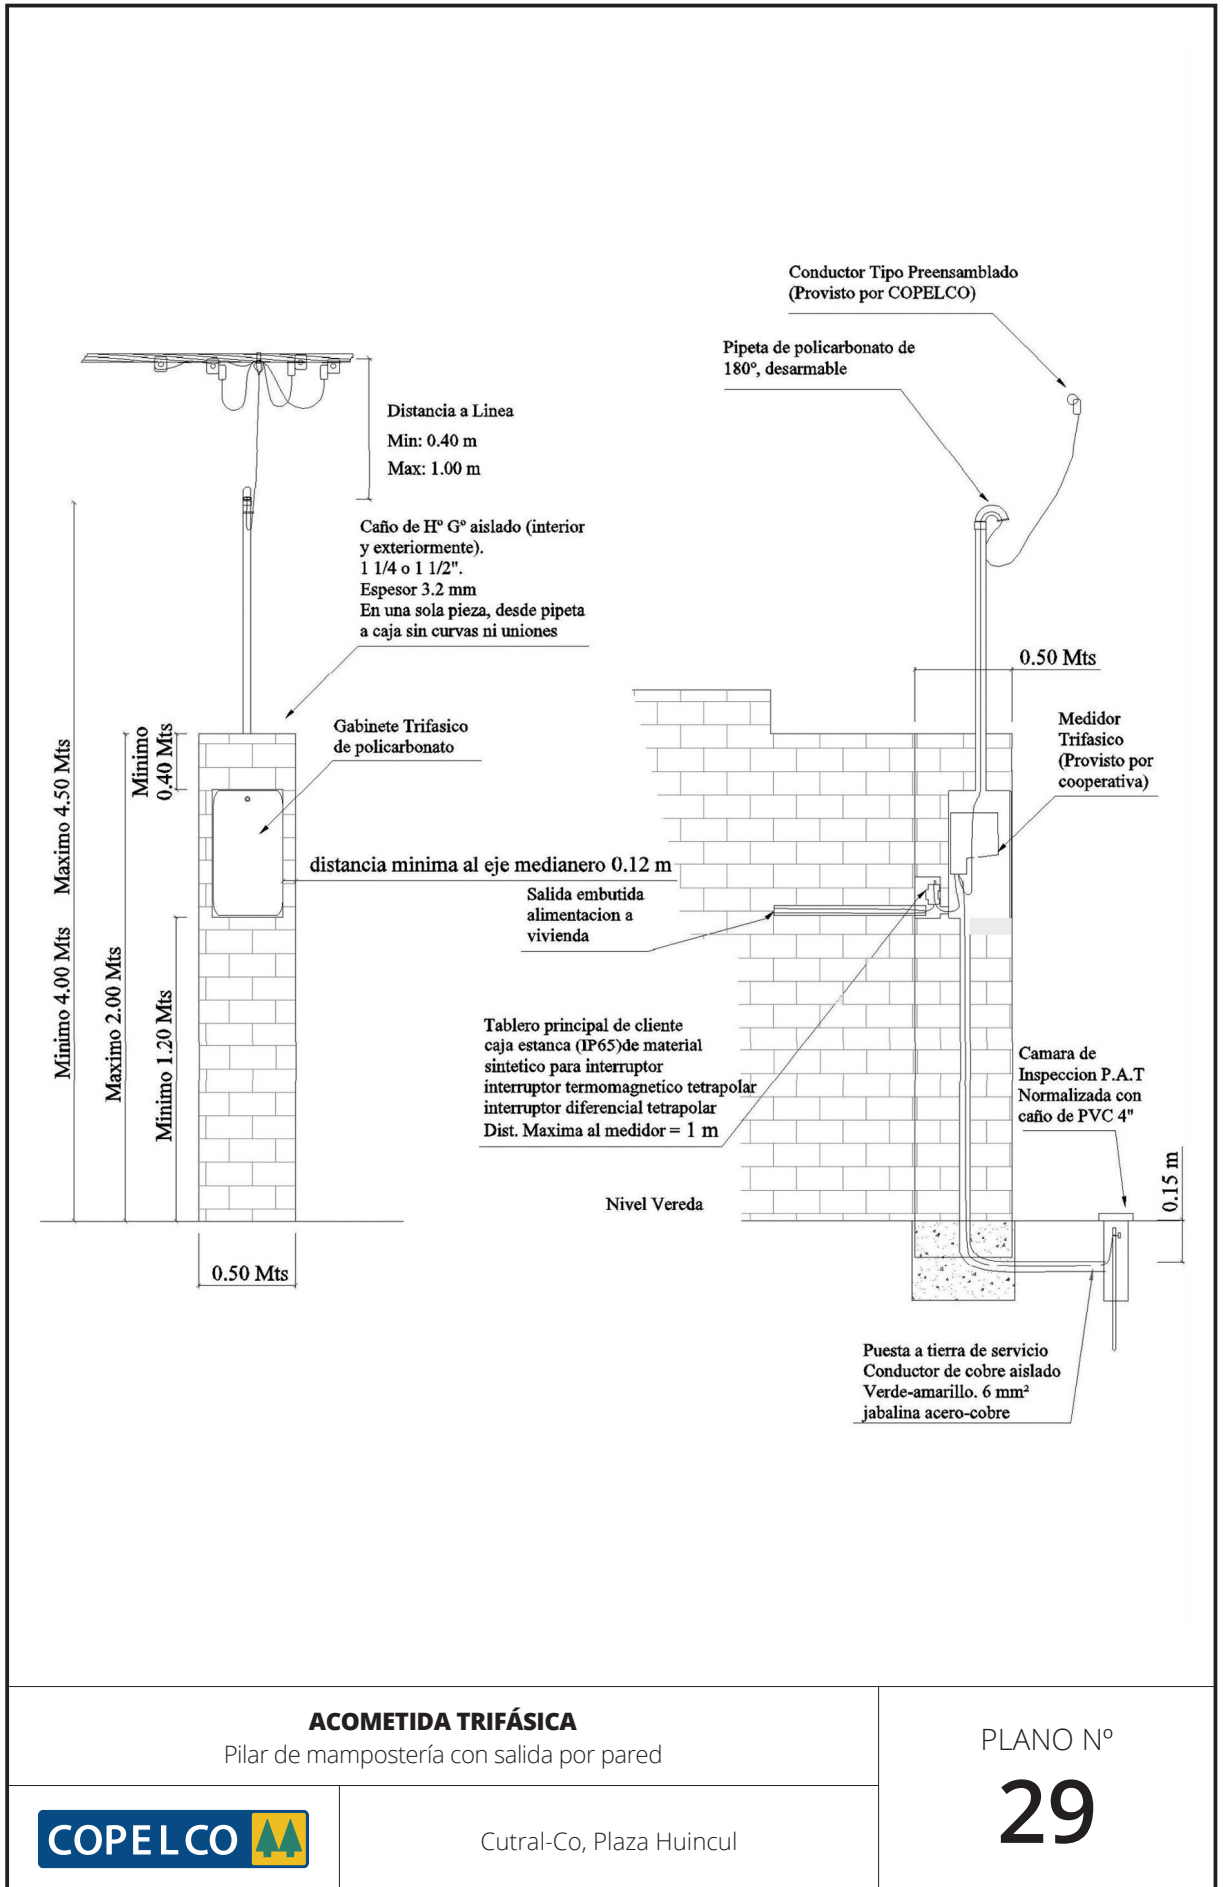 Conductor Tipo Preensamblado
(Provisto por COPELCO)
Pipeta de policarbonato de
180º, desarmable
Distancia a Linea
Min: 0.40 m
Max: 1.00 m
Caño de Hº Gº aislado (interior
y exteriormente).
1 1/4 o 1 1/2".
Espesor 3.2 mm
En una sola pieza, desde pipeta
a caja sin curvas ni uniones
0.50 Mts
Gabinete Trifasico
de policarbonato
Medidor
Trifasico
(Provisto por
cooperativa)
Minimo
0.40 Mts
Maximo 4.50 Mts
Minimo 4.00 Mts
Maximo 2.00 Mts
Minimo 1.20 Mts
distancia minima al eje medianero 0.12 m
Salida embutida
alimentacion a
vivienda
Tablero principal de cliente
caja estanca (IP65)de material
sintetico para interruptor
interruptor termomagnetico tetrapolar
interruptor diferencial tetrapolar
Dist. Maxima al medidor = 1 m
Camara de
Inspeccion P.A.T
Normalizada con
caño de PVC 4"
0.15 m
Nivel Vereda
0.50 Mts
Puesta a tierra de servicio
Conductor de cobre aislado
Verde-amarillo. 6 mm²
jabalina acero-cobre
ACOMETIDA TRIFÁSICA
Pilar de mampostería con salida por pared
PLANO Nº
29
COPELCO
Cutral-Co, Plaza Huincul